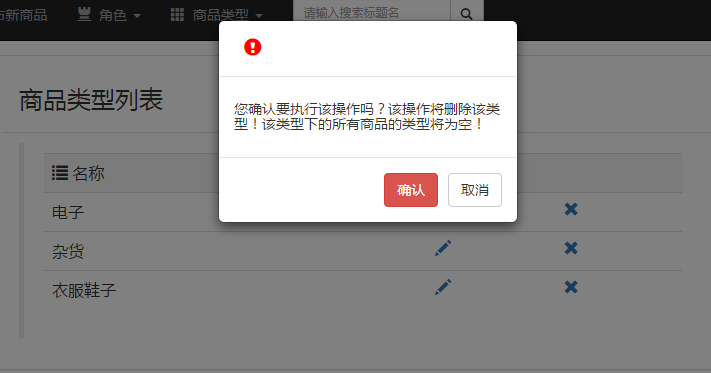 布新商品 角色 商品类型 请输入搜索标题名
商品类型列表
您确认要执行该操作吗？该操作将删除该类
型！该类型下的所有商品的类型将为空！
确认 取消
名称
电子
杂货
衣服鞋子